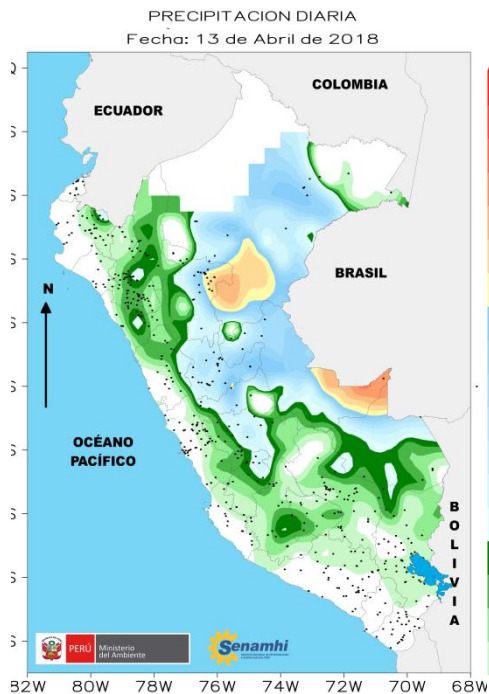 PRECIPITACION DIARIA
Fecha: 13 de Abril de 2018
COLOMBIA
ECUADOR
BRASIL
N
OCÉANO
PACÍFICO
BOLIVIA
PERÚ
Ministerio
del Ambiente
Senamhi
80W 78W 76W 74W 72W 70W 68W